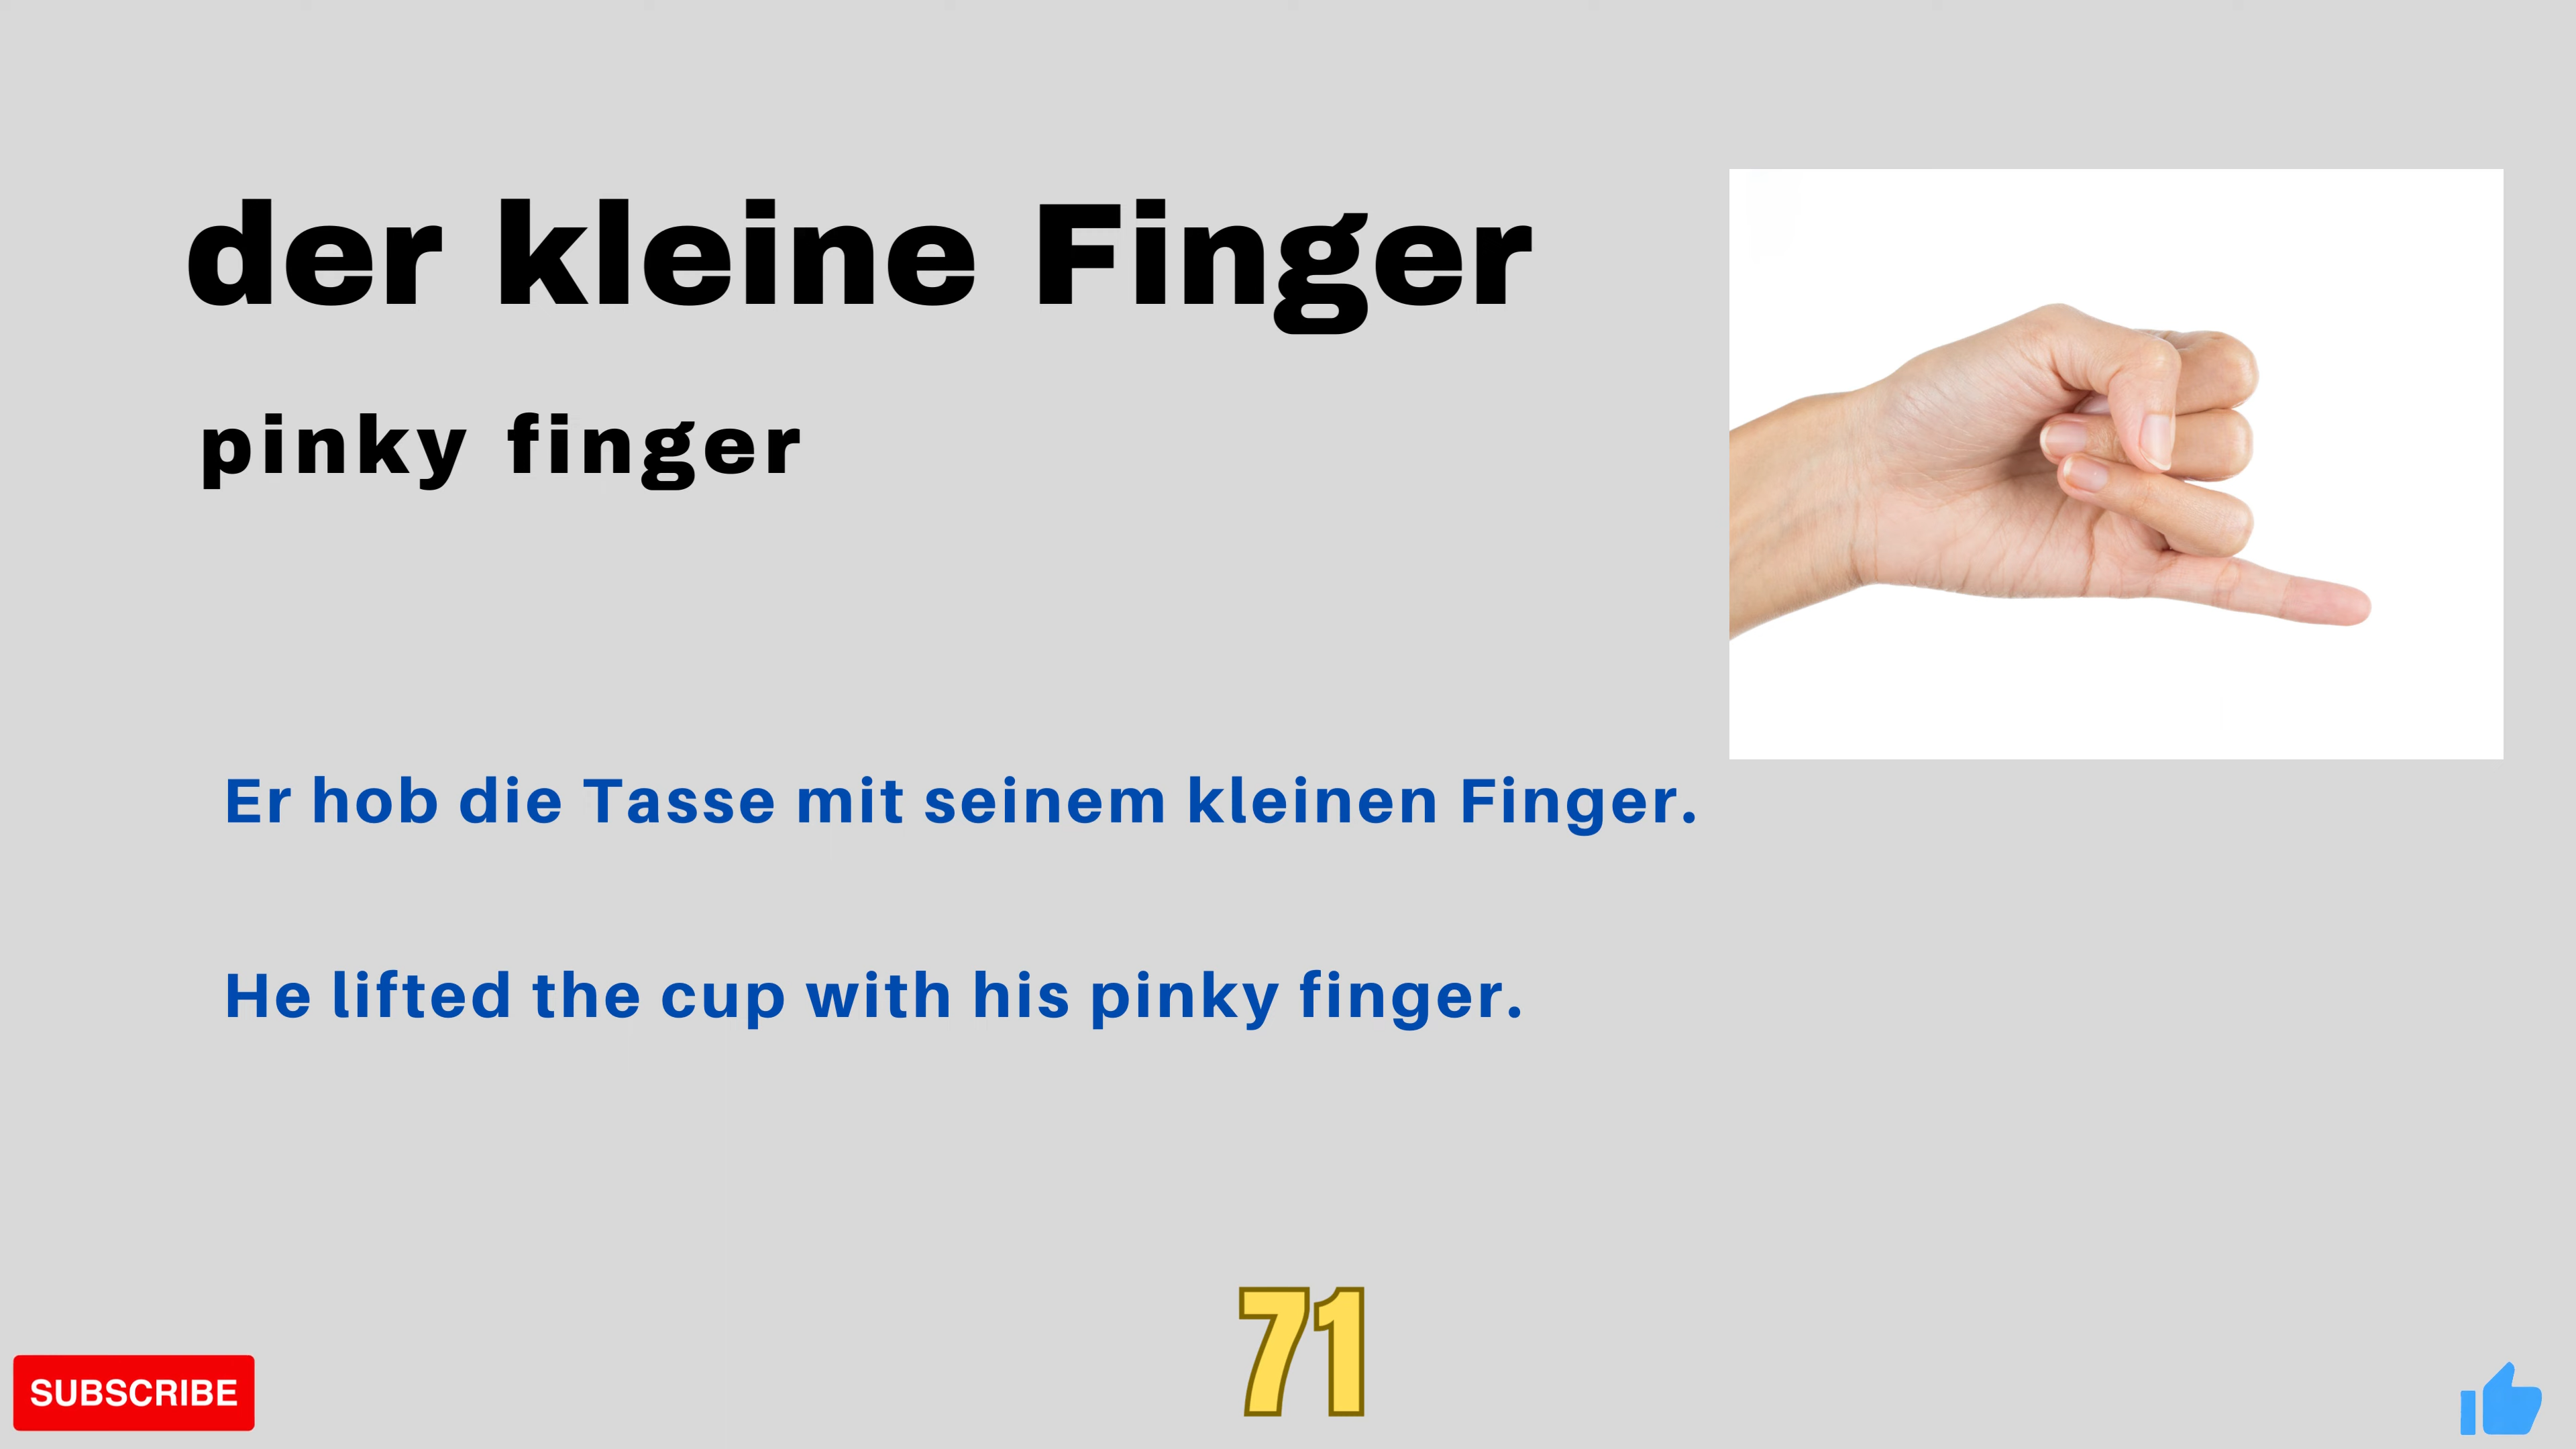 der kleine Finger
pinky finger
Er hob die Tasse mit seinem kleinen Finger.
He lifted the cup with his pinky finger.
71
SUBSCRIBE